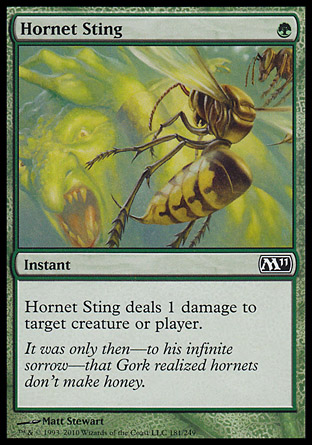 Hornet Sting
Instant
M11
Hornet Sting deals 1 damage to
target creature or player.
It was only then—to his infinite
sorrow—that Gork realized hornets
don't make honey.
Matt Stewart
™ & © 1993–2010 Wizards of the Coast LLC 181/249